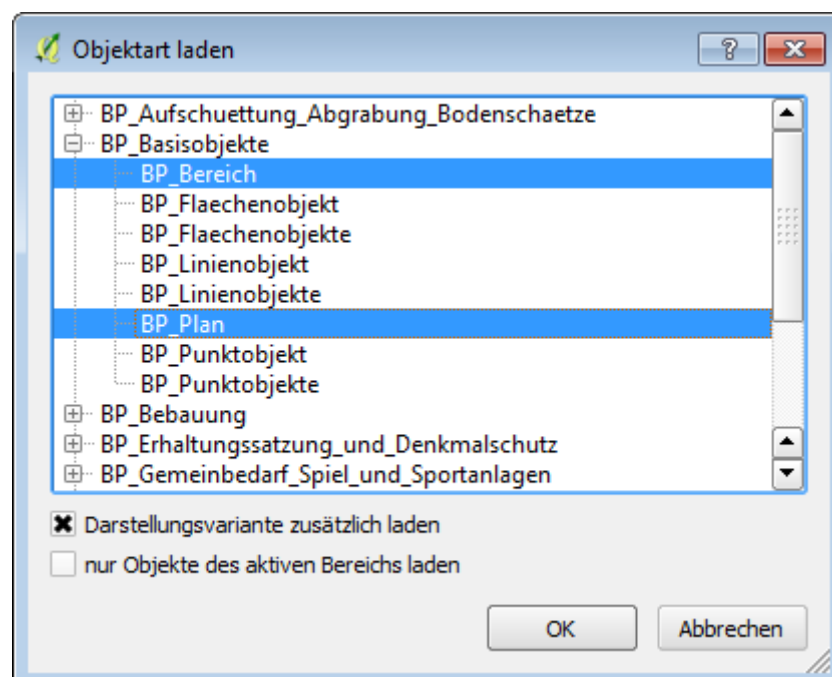 Objektart laden
BP_Aufschuettung_Abgrabung_Bodenschaetze
BP_Basisobjekte
BP_Bereich
BP_Flaechenobjekt
BP_Flaechenobjekte
BP_Linienobjekt
BP_Linienobjekte
BP_Plan
BP_Punktobjekt
BP_Punktobjekte
BP_Bebauung
BP_Erhaltungssatzung_und_Denkmalschutz
BP_Gemeinbedarf_Spiel_und_Sportanlagen
Darstellungsvariante zusätzlich laden
nur Objekte des aktiven Bereichs laden
OK Abbrechen